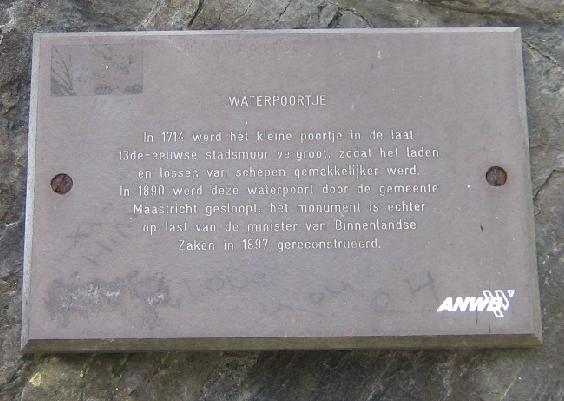 WATERPOORTJE
In 1714 werd het kleine poortje in de laat
13de-eeuwse stadsmuur vergroot, zodat het laden
en lossen van schepen gemakkelijker werd.
In 1890 werd deze waterpoort door de gemeente
Maastricht gesloopt, het monument is echter
op last van de minister van Binnenlandse
Zaken in 1897 gereconstrueerd.
ANWB